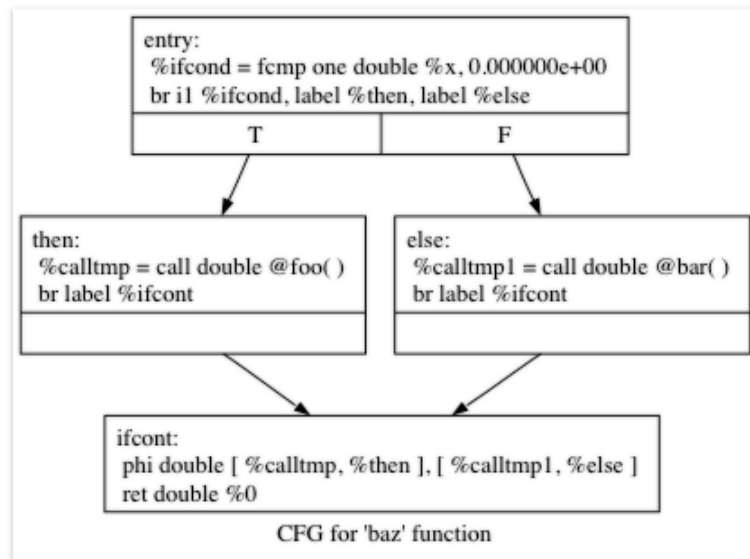 entry:
%ifcond = fcmp one double %x, 0.000000e+00
br i1 %ifcond, label %then, label %else
T
F
then:
%calltmp = call double @foo( )
br label %ifcont
else:
%calltmp1 = call double @bar( )
br label %ifcont
ifcont:
phi double [ %calltmp, %then ], [ %calltmp1, %else ]
ret double %0
CFG for 'baz' function